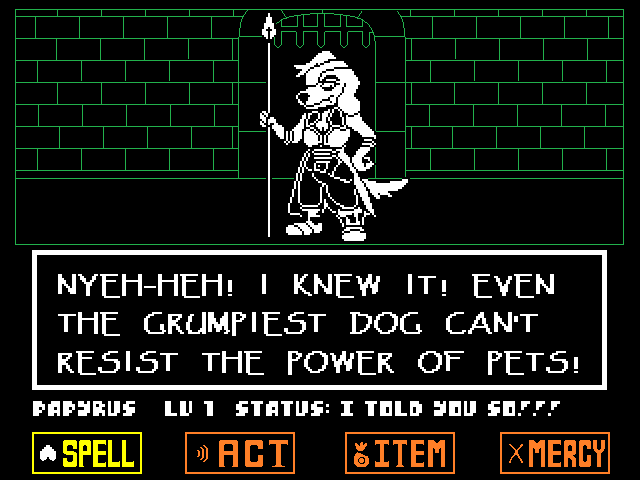 NYEH-HEH! I KNEW IT! EVEN
THE GRUMPIEST DOG CAN'T
RESIST THE POWER OF PETS!
PAPYRUS LV 1 STATUS: I TOLD YOU SO!!!
SPELL ACT ITEM MERCY